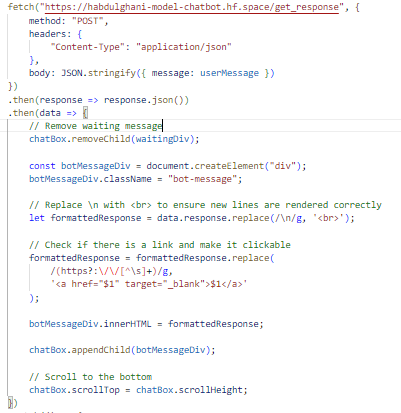 fetch("https://habdulghani-model-chatbot.hf.space/get_response", {
    method: "POST",
    headers: {
        "Content-Type": "application/json"
    },
    body: JSON.stringify({ message: userMessage })
})
.then(response => response.json())
.then(data => {
    // Remove waiting message
    chatBox.removeChild(waitingDiv);

    const botMessageDiv = document.createElement("div");
    botMessageDiv.className = "bot-message";

    // Replace \n with <br> to ensure new lines are rendered correctly
    let formattedResponse = data.response.replace(/\n/g, '<br>');

    // Check if there is a link and make it clickable
    formattedResponse = formattedResponse.replace(
        /(https?:\/\/[^\s]+)/g,
        '<a href="$1" target="_blank">$1</a>'
    );

    botMessageDiv.innerHTML = formattedResponse;

    chatBox.appendChild(botMessageDiv);

    // Scroll to the bottom
    chatBox.scrollTop = chatBox.scrollHeight;
})